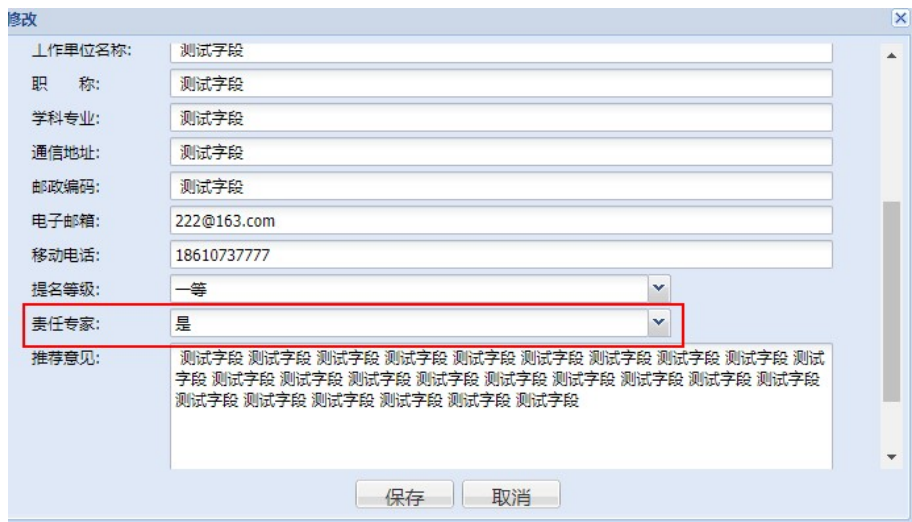 修改
工作单位名称: 测试字段
职 称: 测试字段
学科专业: 测试字段
通信地址: 测试字段
邮政编码: 测试字段
电子邮箱: 222@163.com
移动电话: 18610737777
提名等级: 一等
责任专家: 是
推荐意见: 测试字段 测试字段 测试字段 测试字段 测试字段 测试字段 测试字段 测试字段 测试字段 测试
字段 测试字段 测试字段 测试字段 测试字段 测试字段 测试字段 测试字段 测试字段 测试字段
测试字段 测试字段 测试字段 测试字段 测试字段 测试字段
保存 取消